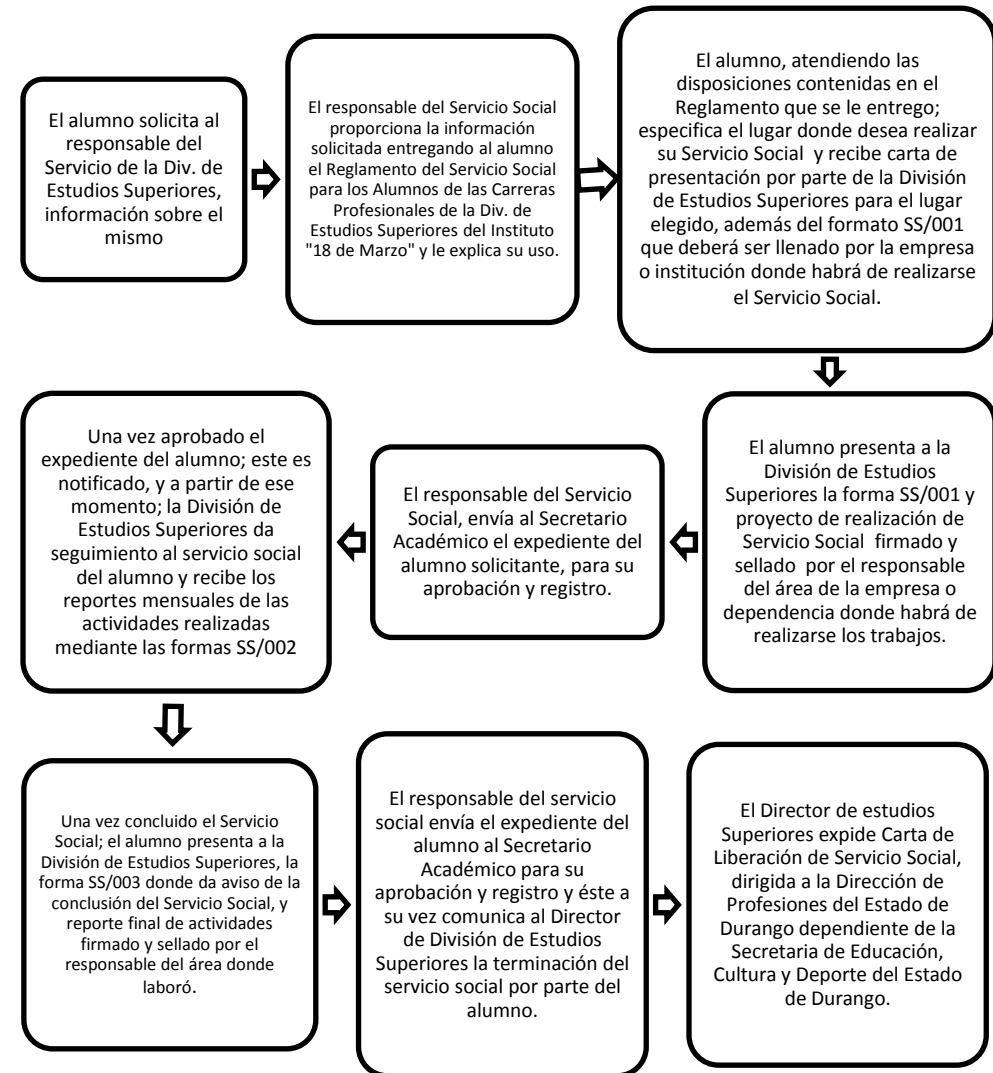 El alumno solicita al
responsable del
Servicio de la Div. de
Estudios Superiores,
información sobre el
mismo
El responsable del Servicio Social
proporciona la información
solicitada entregando al alumno
el Reglamento del Servicio Social
para los Alumnos de las Carreras
Profesionales de la Div. de
Estudios Superiores del Instituto
"18 de Marzo" y le explica su uso.
El alumno, atendiendo las
disposiciones contenidas en el
Reglamento que se le entrego;
especifica el lugar donde desea realizar
su Servicio Social y recibe carta de
presentación por parte de la División
de Estudios Superiores para el lugar
elegido, además del formato SS/001
que deberá ser llenado por la empresa
o institución donde habrá de realizarse
el Servicio Social.
El alumno presenta a la
División de Estudios
Superiores la forma SS/001 y
proyecto de realización de
Servicio Social firmado y
sellado por el responsable
del área de la empresa o
dependencia donde habrá de
realizarse los trabajos.
El responsable del Servicio
Social, envía al Secretario
Académico el expediente del
alumno solicitante, para su
aprobación y registro.
Una vez aprobado el
expediente del alumno; este es
notificado, y a partir de ese
momento; la División de
Estudios Superiores da
seguimiento al servicio social
del alumno y recibe los
reportes mensuales de las
actividades realizadas
mediante las formas SS/002
Una vez concluido el Servicio
Social; el alumno presenta a la
División de Estudios Superiores, la
forma SS/003 donde da aviso de la
conclusión del Servicio Social, y
reporte final de actividades
firmado y sellado por el
responsable del área donde
laboró.
El responsable del servicio
social envía el expediente del
alumno al Secretario
Académico para su
aprobación y registro y éste a
su vez comunica al Director
de División de Estudios
Superiores la terminación del
servicio social por parte del
alumno.
El Director de estudios
Superiores expide Carta de
Liberación de Servicio Social,
dirigida a la Dirección de
Profesiones del Estado de
Durango dependiente de la
Secretaria de Educación,
Cultura y Deporte del Estado
de Durango.